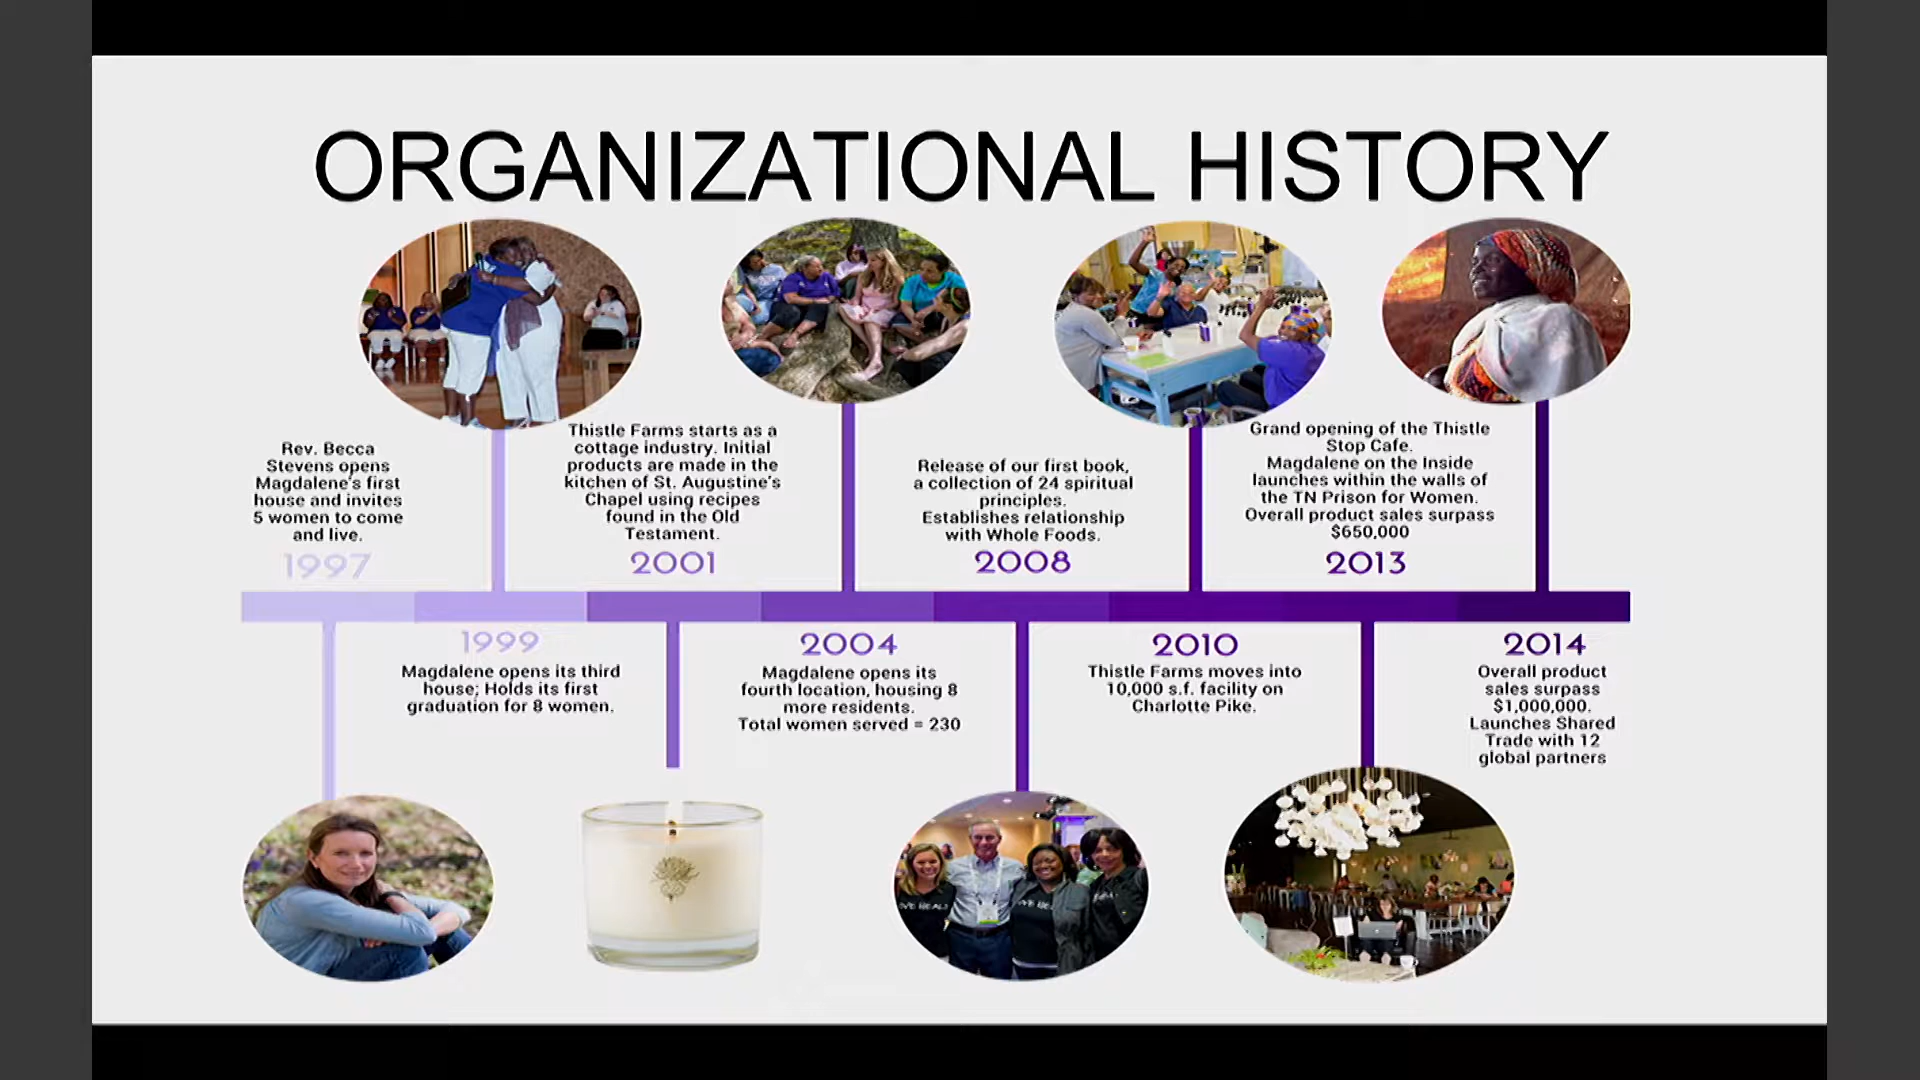 ORGANIZATIONAL HISTORY
Rev. Becca
Stevens opens
Magdalene's first
house and invites
5 women to come
and live.
1997
Thistle Farms starts as a
cottage industry. Initial
products are made in the
kitchen of St. Augustine's
Chapel using recipes
found in the Old
Testament.
2001
Release of our first book,
a collection of 24 spiritual
principles.
Establishes relationship
with Whole Foods.
2008
Grand opening of the Thistle
Stop Cafe.
Magdalene on the Inside
launches within the walls of
the TN Prison for Women.
Overall product sales surpass
$650,000
2013
1999
Magdalene opens its third
house; Holds its first
graduation for 8 women.
2004
Magdalene opens its
fourth location, housing 8
more residents.
Total women served = 230
2010
Thistle Farms moves into
10,000 s.f. facility on
Charlotte Pike.
2014
Overall product
sales surpass
$1,000,000.
Launches Shared
Trade with 12
global partners